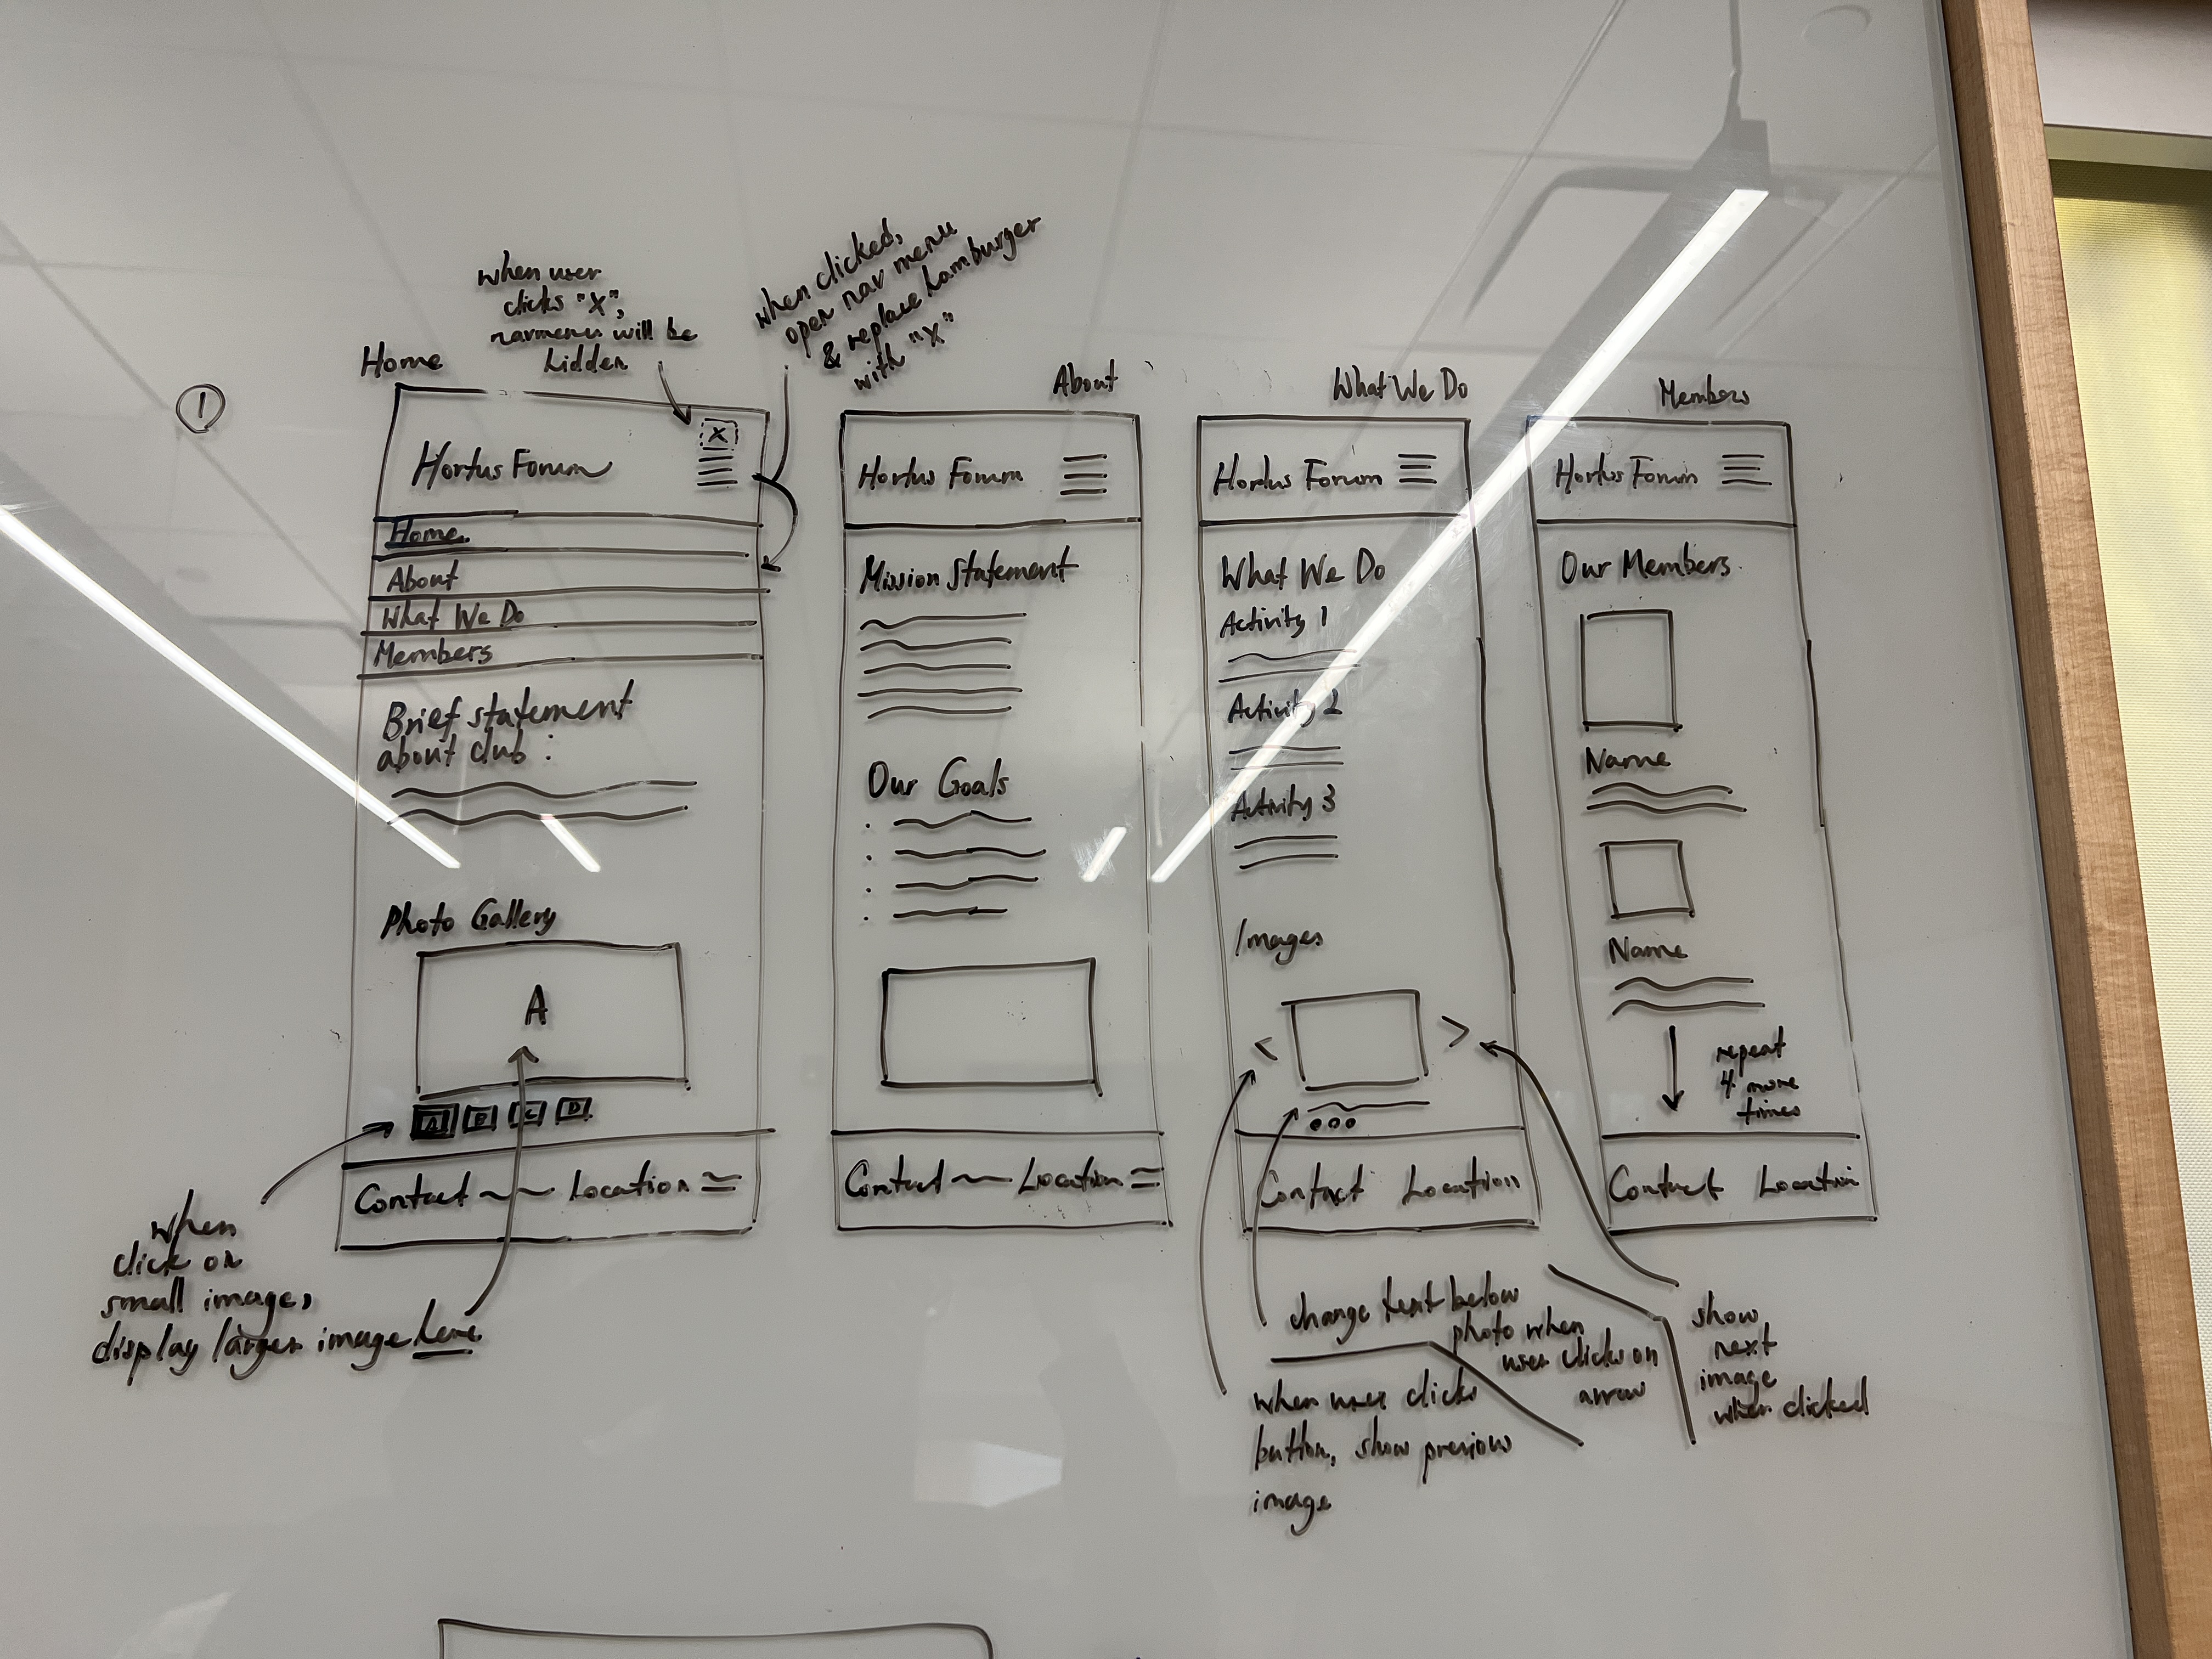 1
when user
clicks "X",
navmenu will be
hidden
when clicked,
open nav menu
& replace hamburger
with "X"
Home
X
Hortus Forum
Home
About
What We Do
Members
Brief statement
about club :
Photo Gallery
A
A B C D
Contact Location
when
click on
small image,
display larger image here
About
Hortus Forum
Mission Statement
Our Goals
Contact Location
What We Do
Hortus Forum
What We Do
Activity 1
Activity 2
Activity 3
Images
< >
Contact Location
change text below
photo when
user clicks on
arrow
when user clicks
button, show previous
image
show
next
image
when clicked
Members
Hortus Forum
Our Members
Name
Name
repeat
4 more
times
Contact Location